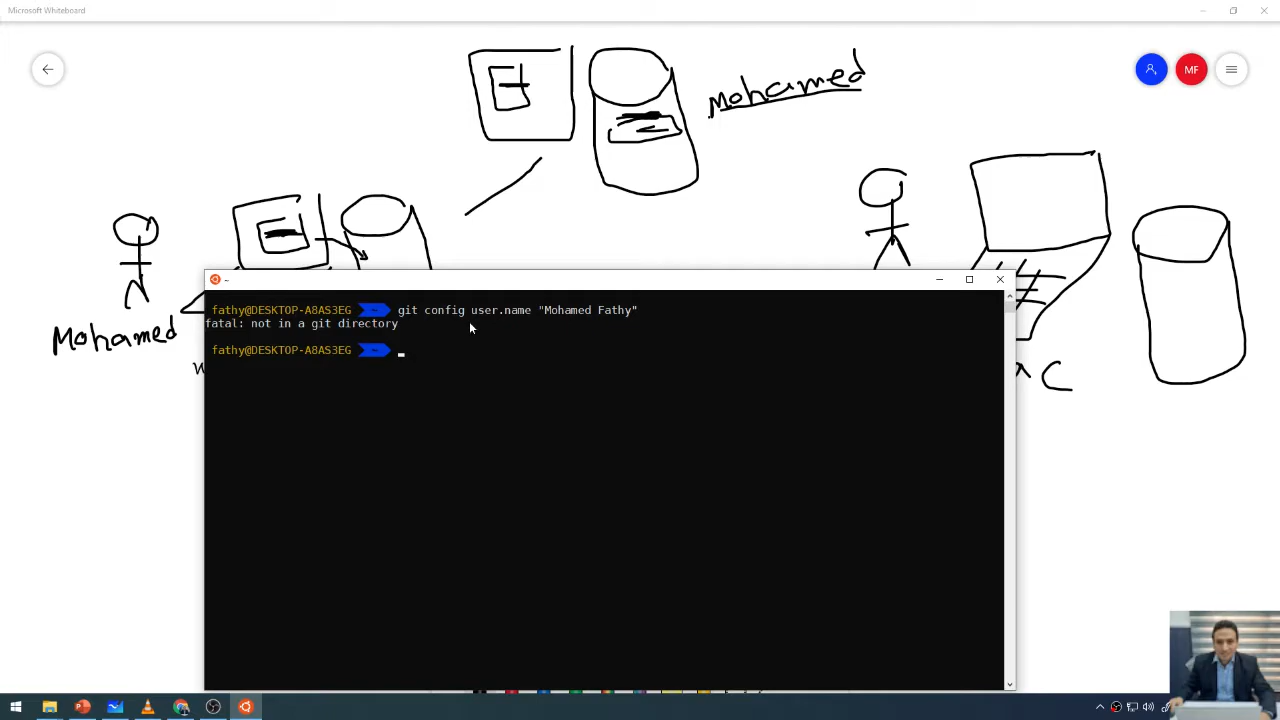 Microsoft Whiteboard
MF
Mohamed
Mohamed
~
fathy@DESKTOP-A8AS3EG ~ git config user.name "Mohamed Fathy"
fatal: not in a git directory
fathy@DESKTOP-A8AS3EG ~